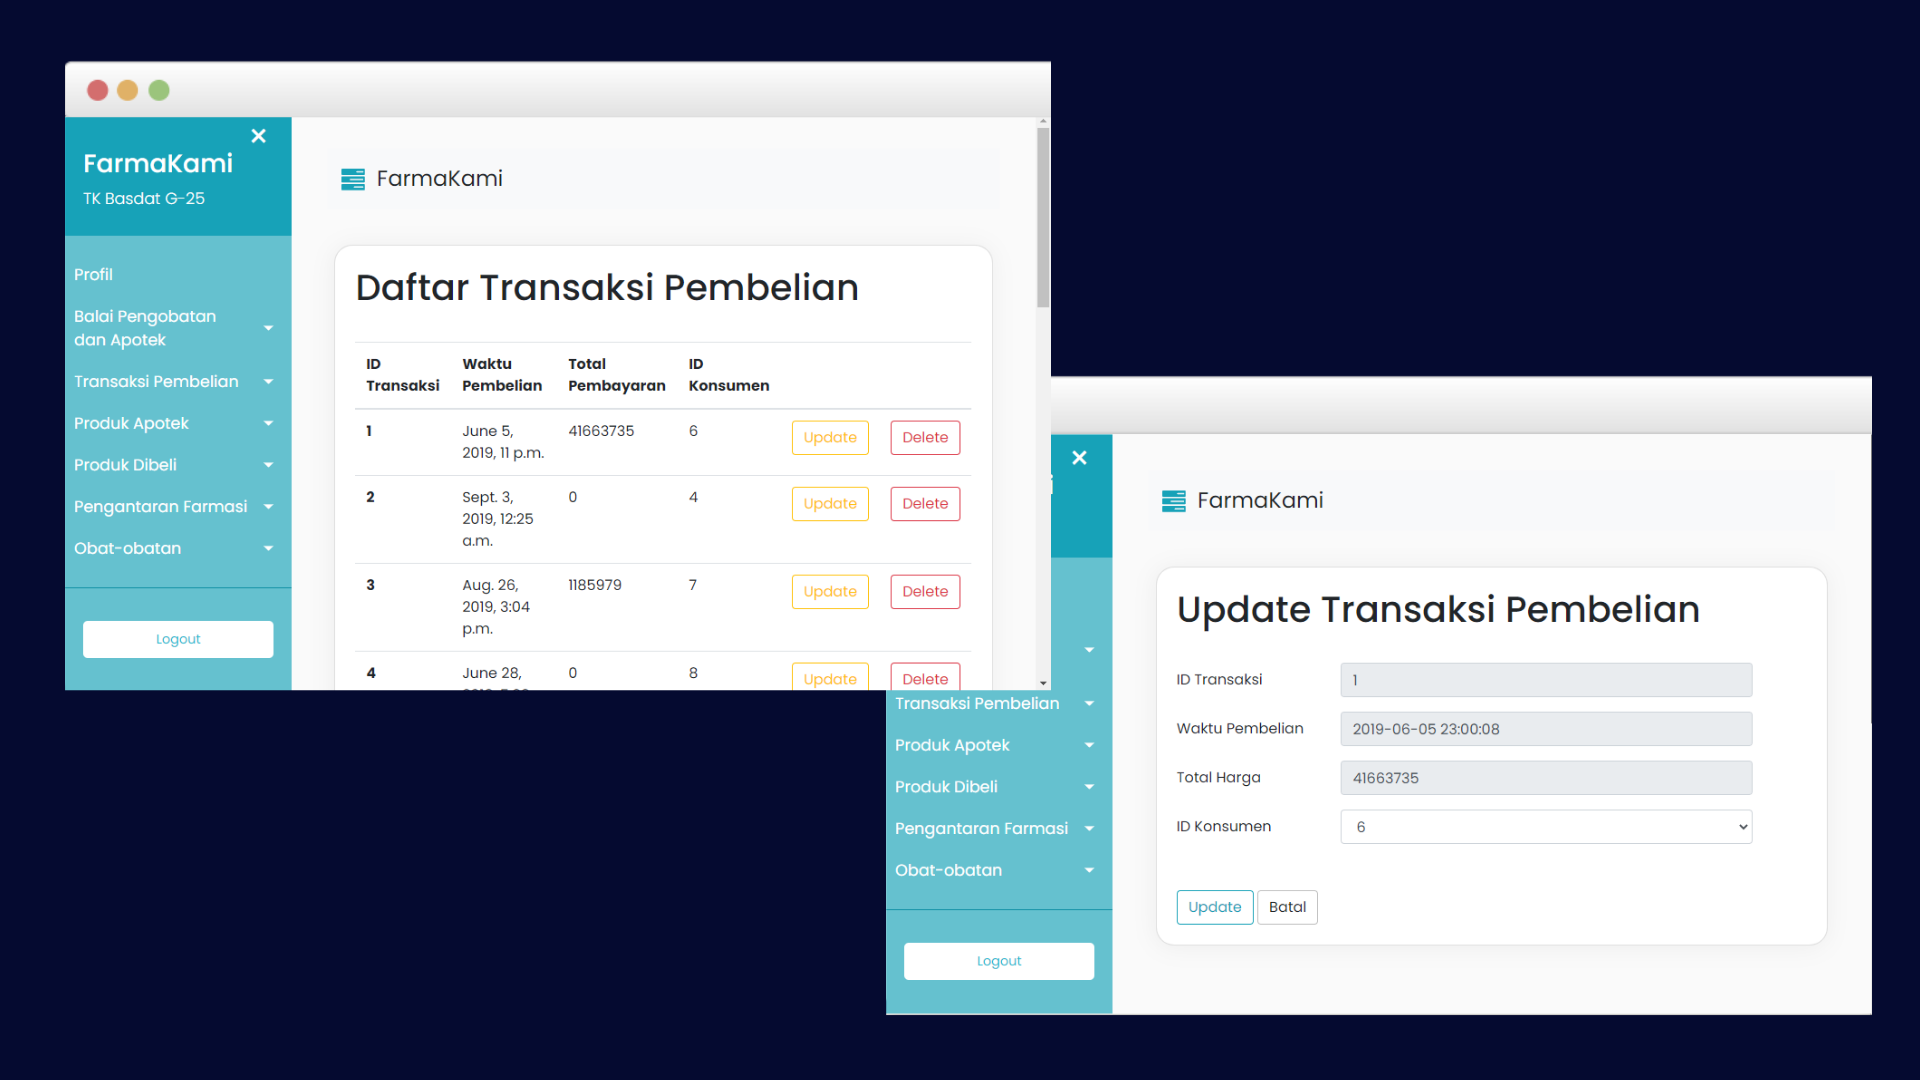 FarmaKami
TK Basdat G-25
Profil
Balai Pengobatan
dan Apotek
Transaksi Pembelian
Produk Apotek
Produk Dibeli
Pengantaran Farmasi
Obat-obatan
Logout
FarmaKami
Daftar Transaksi Pembelian
ID Transaksi Waktu Pembelian Total Pembayaran ID Konsumen
1 June 5, 41663735 6 Update Delete
2019, 11 p.m.
2 Sept. 3, 0 4 Update Delete
2019, 12:25
a.m.
3 Aug. 26, 1185979 7 Update Delete
2019, 3:04
p.m.
4 June 28, 0 8 Update Delete
Transaksi Pembelian
Produk Apotek
Produk Dibeli
Pengantaran Farmasi
Obat-obatan
Logout
FarmaKami
Update Transaksi Pembelian
ID Transaksi 1
Waktu Pembelian 2019-06-05 23:00:08
Total Harga 41663735
ID Konsumen 6
Update Batal